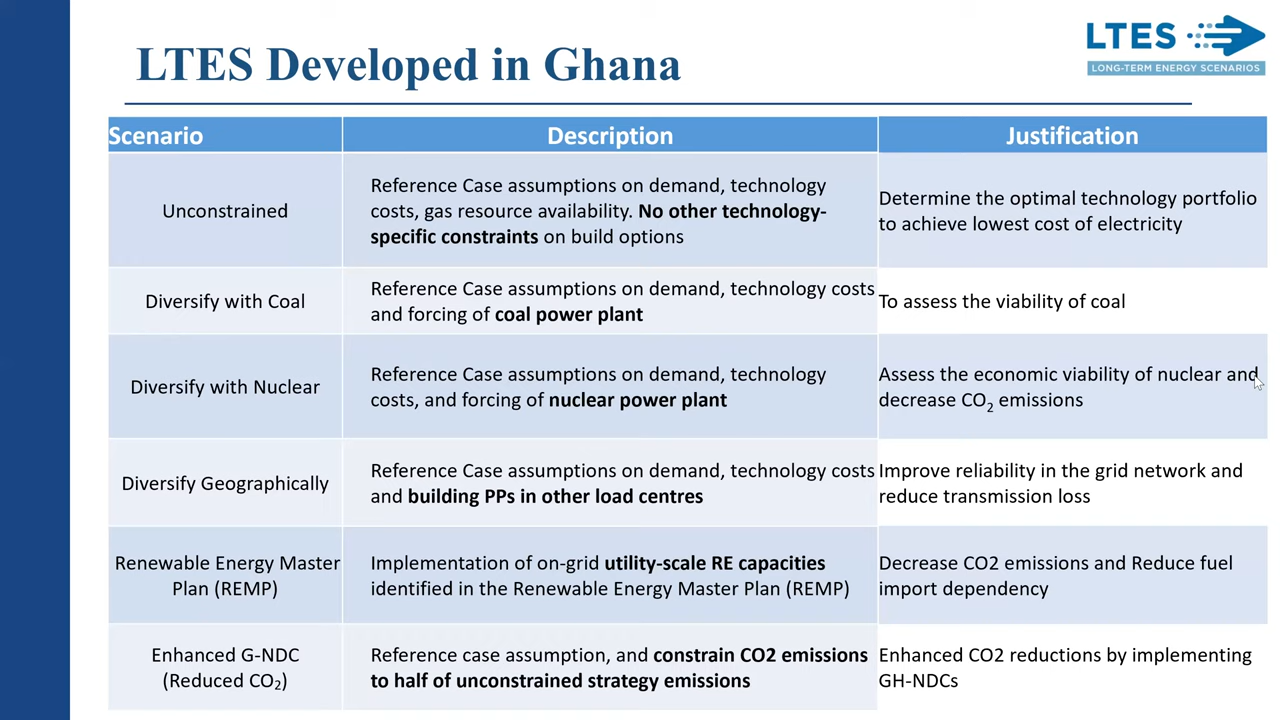 LTES Developed in Ghana
LTES
LONG-TERM ENERGY SCENARIOS
Scenario
Description
Justification
Unconstrained
Reference Case assumptions on demand, technology
costs, gas resource availability. No other technology-
specific constraints on build options
Determine the optimal technology portfolio
to achieve lowest cost of electricity
Diversify with Coal
Reference Case assumptions on demand, technology costs
and forcing of coal power plant
To assess the viability of coal
Diversify with Nuclear
Reference Case assumptions on demand, technology
costs, and forcing of nuclear power plant
Assess the economic viability of nuclear and
decrease CO₂ emissions
Diversify Geographically
Reference Case assumptions on demand, technology costs
and building PPs in other load centres
Improve reliability in the grid network and
reduce transmission loss
Renewable Energy Master
Plan (REMP)
Implementation of on-grid utility-scale RE capacities
identified in the Renewable Energy Master Plan (REMP)
Decrease CO2 emissions and Reduce fuel
import dependency
Enhanced G-NDC
(Reduced CO₂)
Reference case assumption, and constrain CO2 emissions
to half of unconstrained strategy emissions
Enhanced CO2 reductions by implementing
GH-NDCs